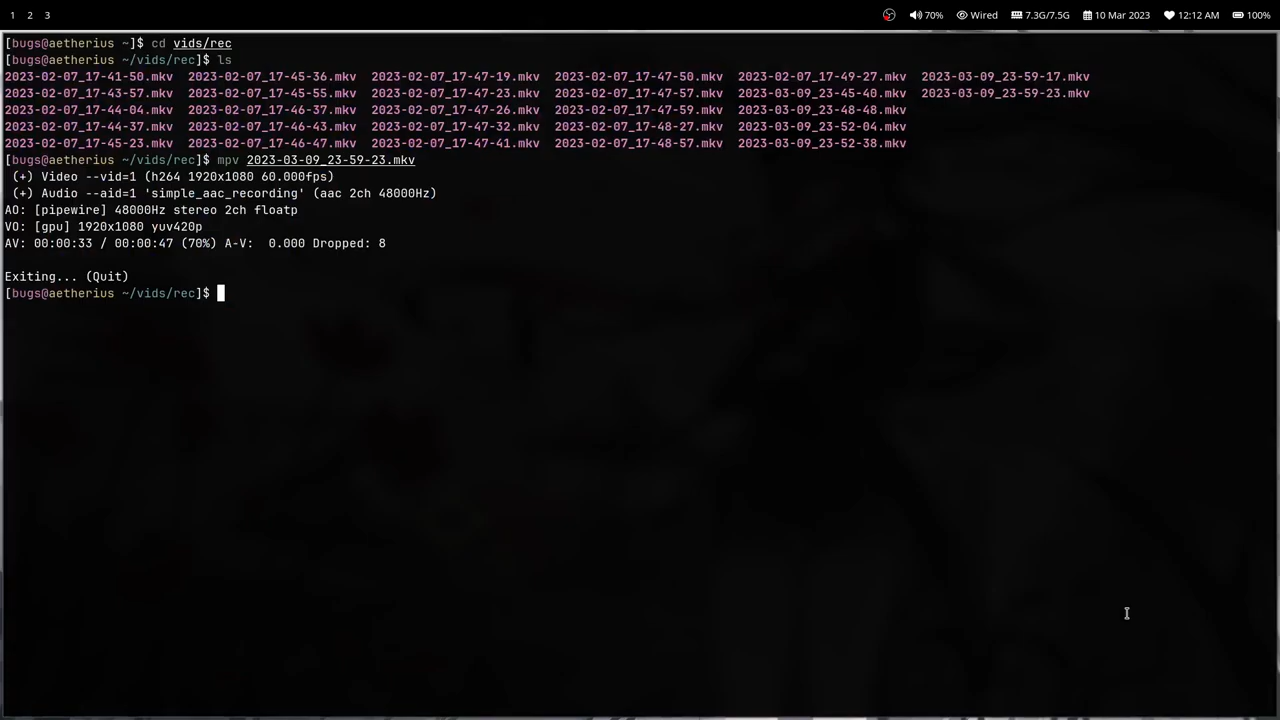 1 2 3 70% Wired 7.3G/7.5G 10 Mar 2023 12:12 AM 100%
[bugs@aetherius ~]$ cd vids/rec
[bugs@aetherius ~/vids/rec]$ ls
2023-02-07_17-41-50.mkv 2023-02-07_17-45-36.mkv 2023-02-07_17-47-19.mkv 2023-02-07_17-47-50.mkv 2023-02-07_17-49-27.mkv 2023-03-09_23-59-17.mkv
2023-02-07_17-43-57.mkv 2023-02-07_17-45-55.mkv 2023-02-07_17-47-23.mkv 2023-02-07_17-47-57.mkv 2023-03-09_23-45-40.mkv 2023-03-09_23-59-23.mkv
2023-02-07_17-44-04.mkv 2023-02-07_17-46-37.mkv 2023-02-07_17-47-26.mkv 2023-02-07_17-47-59.mkv 2023-03-09_23-48-48.mkv
2023-02-07_17-44-37.mkv 2023-02-07_17-46-43.mkv 2023-02-07_17-47-32.mkv 2023-02-07_17-48-27.mkv 2023-03-09_23-52-04.mkv
2023-02-07_17-45-23.mkv 2023-02-07_17-46-47.mkv 2023-02-07_17-47-41.mkv 2023-02-07_17-48-57.mkv 2023-03-09_23-52-38.mkv
[bugs@aetherius ~/vids/rec]$ mpv 2023-03-09_23-59-23.mkv
(+) Video --vid=1 (h264 1920x1080 60.000fps)
(+) Audio --aid=1 'simple_aac_recording' (aac 2ch 48000Hz)
AO: [pipewire] 48000Hz stereo 2ch floatp
VO: [gpu] 1920x1080 yuv420p
AV: 00:00:33 / 00:00:47 (70%) A-V: 0.000 Dropped: 8
Exiting... (Quit)
[bugs@aetherius ~/vids/rec]$